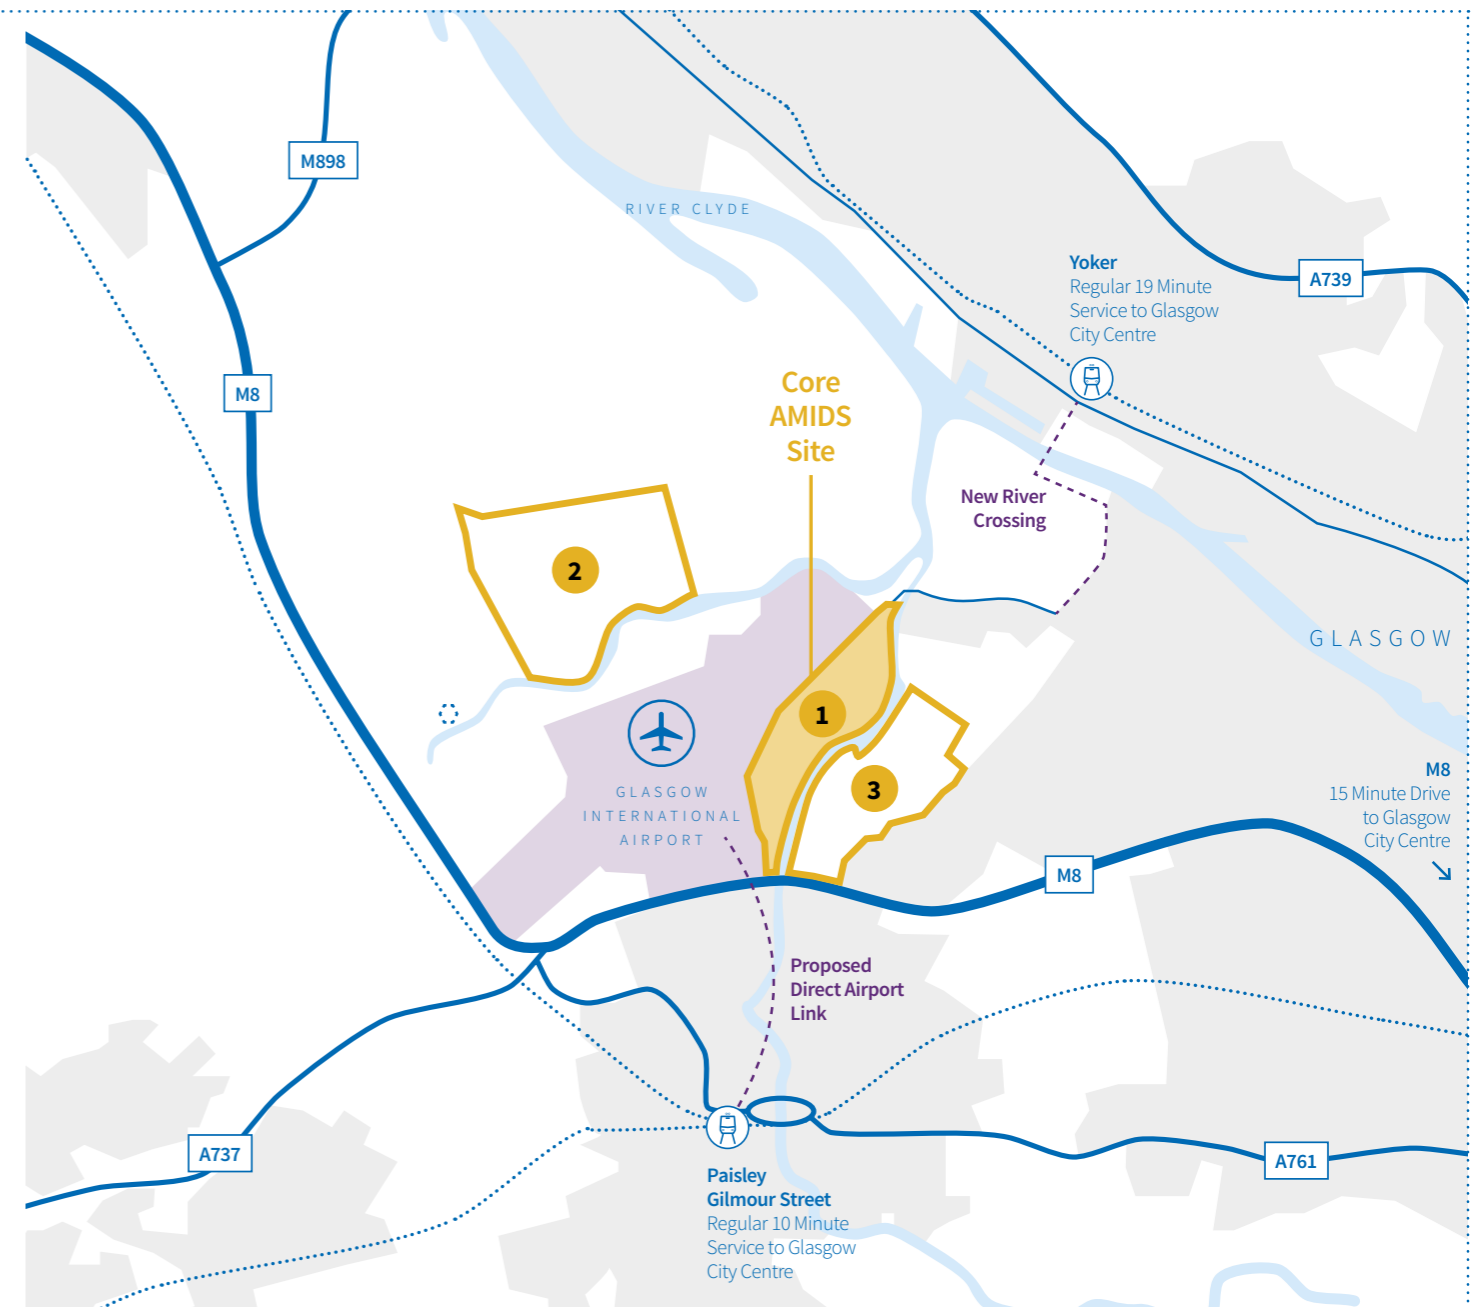 M898
RIVER CLYDE
Yoker
Regular 19 Minute
Service to Glasgow
City Centre
A739
M8
Core
AMIDS
Site
New River
Crossing
2
GLASGOW
1
GLASGOW
INTERNATIONAL
AIRPORT
3
M8
15 Minute Drive
to Glasgow
City Centre
M8
Proposed
Direct Airport
Link
A737
A761
Paisley
Gilmour Street
Regular 10 Minute
Service to Glasgow
City Centre